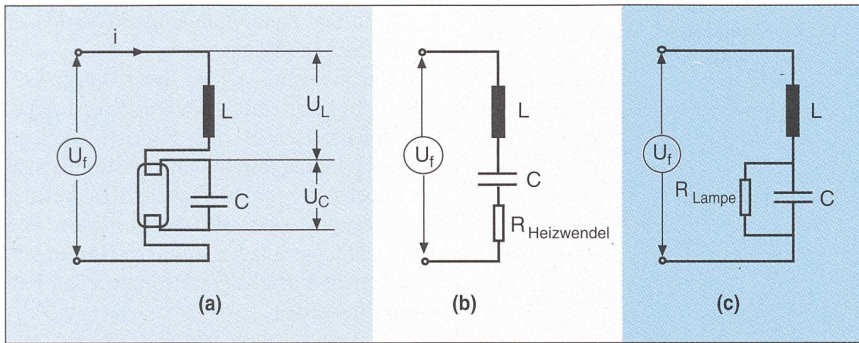 i
U_f
L
U_L
C
U_C
(a)
U_f
L
C
R_Heizwendel
(b)
U_f
L
R_Lampe
C
(c)